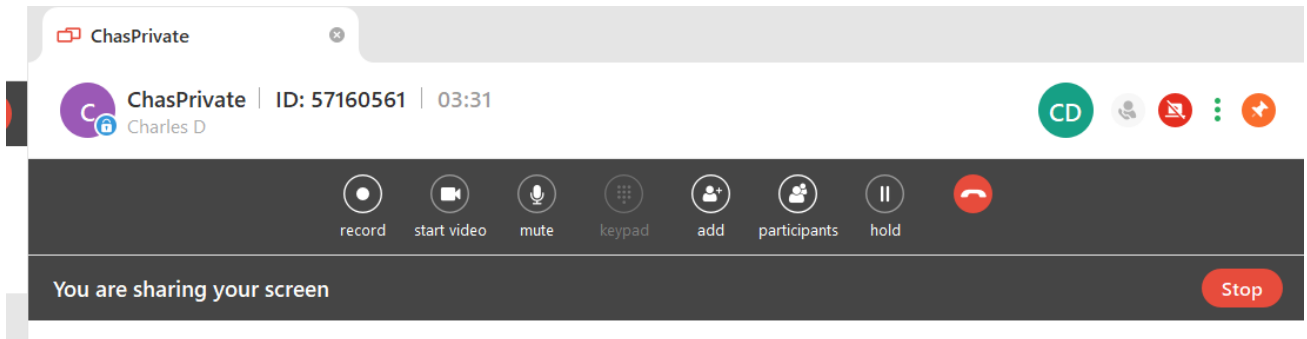 ChasPrivate
C ChasPrivate ID: 57160561 03:31
Charles D
CD
record start video mute keypad add participants hold
You are sharing your screen Stop